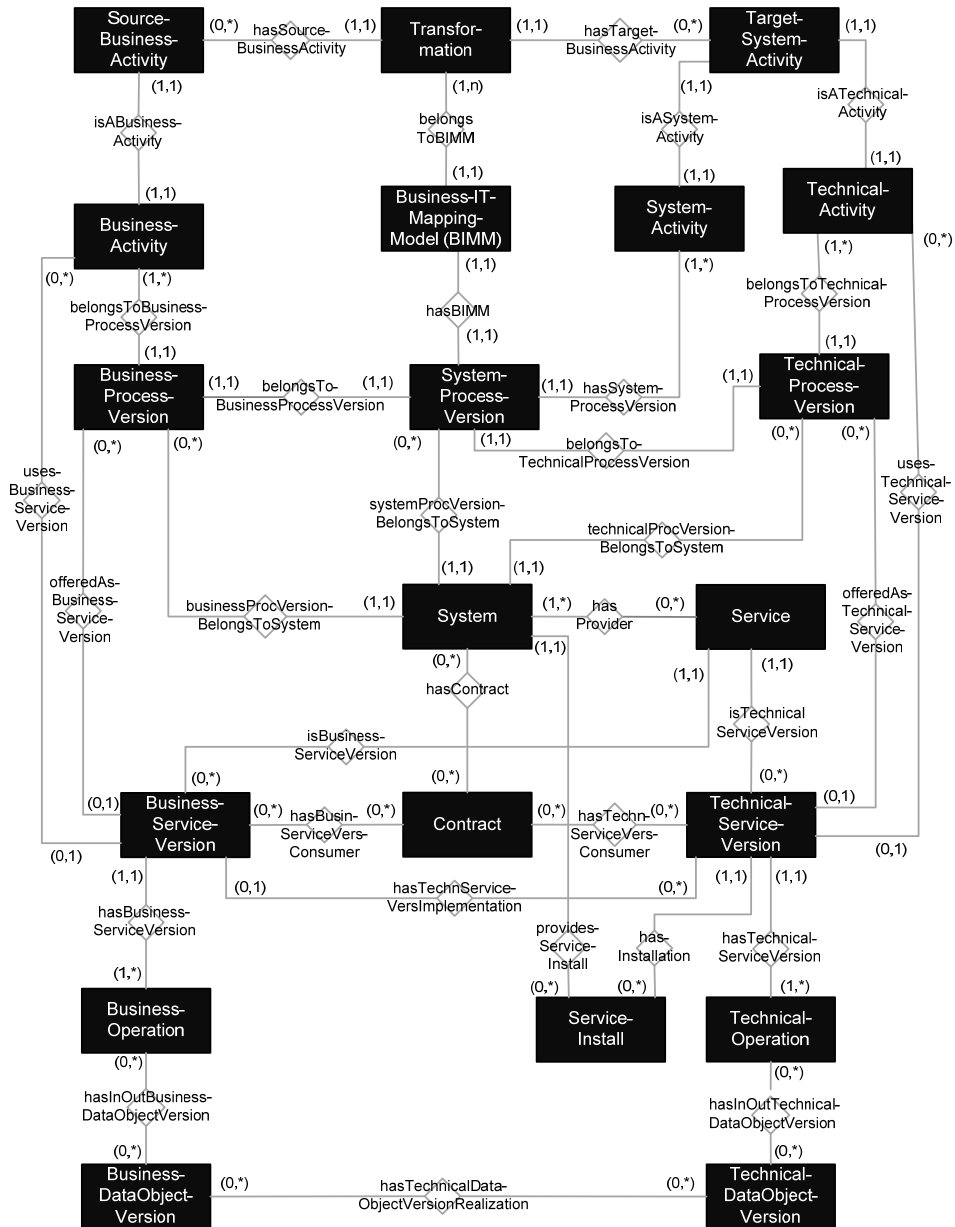 Source-
Business-
Activity
(0,*)
hasSource-
BusinessActivity
(1,1)
Transfor-
mation
(1,1)
hasTarget-
BusinessActivity
(0,*)
Target-
System-
Activity
(1,1)
(1,1)
(1,n)
(1,1)
isABusiness-
Activity
belongs
ToBIMM
isASystem-
Activity
isATechnical-
Activity
(1,1)
(1,1)
(1,1)
(1,1)
Business-
Activity
Business-IT-
Mapping-
Model (BIMM)
System-
Activity
Technical-
Activity
(0,*)
(1,*)
(1,1)
(1,*)
(1,*)
(0,*)
belongsToBusiness-
ProcessVersion
hasBIMM
belongsToTechnical-
ProcessVersion
(1,1)
(1,1)
(1,1)
Business-
Process-
Version
(1,1)
belongsTo-
BusinessProcessVersion
(1,1)
System-
Process-
Version
(1,1)
hasSystem-
ProcessVersion
(1,1)
Technical-
Process-
Version
(0,*)
(0,*)
(0,*)
(1,1)
belongsTo-
TechnicalProcessVersion
(0,*)
(0,*)
uses-
Business-
Service-
Version
uses-
Technical-
Service-
Version
systemProcVersion-
BelongsToSystem
technicalProcVersion-
BelongsToSystem
(1,1)
(1,1)
offeredAs-
Business-
Service-
Version
businessProcVersion-
BelongsToSystem
(1,1)
System
(1,*)
has
Provider
(0,*)
Service
offeredAs-
Technical-
Service-
Version
(0,*)
(1,1)
(1,1)
(1,1)
hasContract
isBusiness-
ServiceVersion
isTechnical
ServiceVersion
(0,*)
(0,*)
(0,*)
(0,1)
Business-
Service-
Version
(0,*)
hasBusin-
ServiceVers-
Consumer
(0,*)
Contract
(0,*)
hasTechn-
ServiceVers-
Consumer
(0,*)
Technical-
Service-
Version
(0,1)
(0,1)
(1,1)
(0,1)
hasTechnService-
VersImplementation
(0,*)
(1,1)
(1,1)
(0,1)
hasBusiness-
ServiceVersion
provides-
Service-
Install
has-
Installation
hasTechnical-
ServiceVersion
(1,*)
(0,*)
(0,*)
(1,*)
Business-
Operation
Service-
Install
Technical-
Operation
(0,*)
(0,*)
hasInOutBusiness-
DataObjectVersion
hasInOutTechnical-
DataObjectVersion
(0,*)
(0,*)
Business-
DataObject-
Version
(0,*)
hasTechnicalData-
ObjectVersionRealization
(0,*)
Technical-
DataObject-
Version